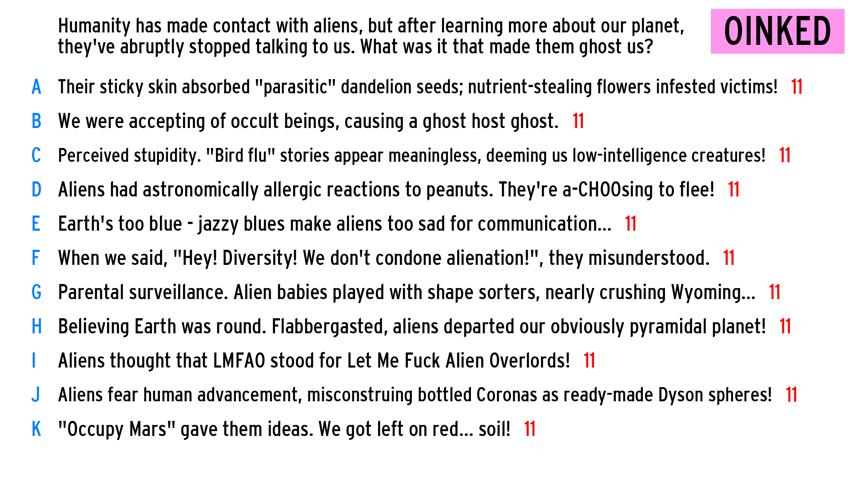 Humanity has made contact with aliens, but after learning more about our planet,
they've abruptly stopped talking to us. What was it that made them ghost us?
OINKED
A Their sticky skin absorbed "parasitic" dandelion seeds; nutrient-stealing flowers infested victims! 11
B We were accepting of occult beings, causing a ghost host ghost. 11
C Perceived stupidity. "Bird flu" stories appear meaningless, deeming us low-intelligence creatures! 11
D Aliens had astronomically allergic reactions to peanuts. They're a-CHOOsing to flee! 11
E Earth's too blue - jazzy blues make aliens too sad for communication... 11
F When we said, "Hey! Diversity! We don't condone alienation!", they misunderstood. 11
G Parental surveillance. Alien babies played with shape sorters, nearly crushing Wyoming... 11
H Believing Earth was round. Flabbergasted, aliens departed our obviously pyramidal planet! 11
I Aliens thought that LMFAO stood for Let Me Fuck Alien Overlords! 11
J Aliens fear human advancement, misconstruing bottled Coronas as ready-made Dyson spheres! 11
K "Occupy Mars" gave them ideas. We got left on red... soil! 11